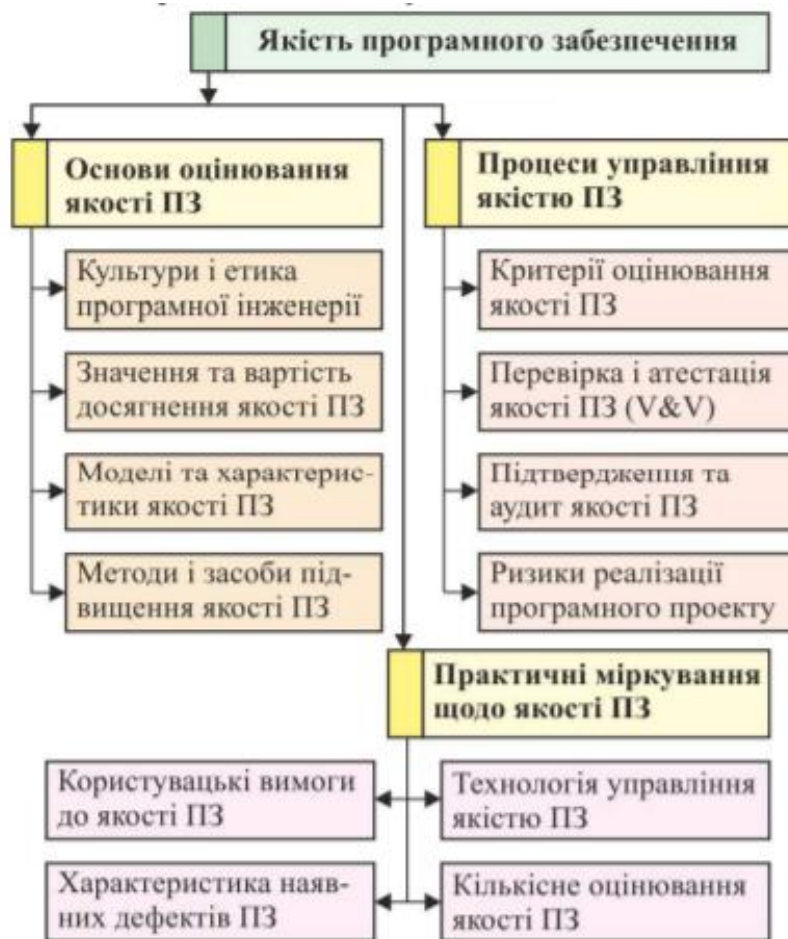 Якість програмного забезпечення
Основи оцінювання
якості ПЗ
Культури і етика
програмної інженерії
Значення та вартість
досягнення якості ПЗ
Моделі та характерис-
тики якості ПЗ
Методи і засоби під-
вищення якості ПЗ
Процеси управління
якістю ПЗ
Критерії оцінювання
якості ПЗ
Перевірка і атестація
якості ПЗ (V&V)
Підтвердження та
аудит якості ПЗ
Ризики реалізації
програмного проекту
Практичні міркування
щодо якості ПЗ
Користувацькі вимоги
до якості ПЗ
Технологія управління
якістю ПЗ
Характеристика наяв-
них дефектів ПЗ
Кількісне оцінювання
якості ПЗ